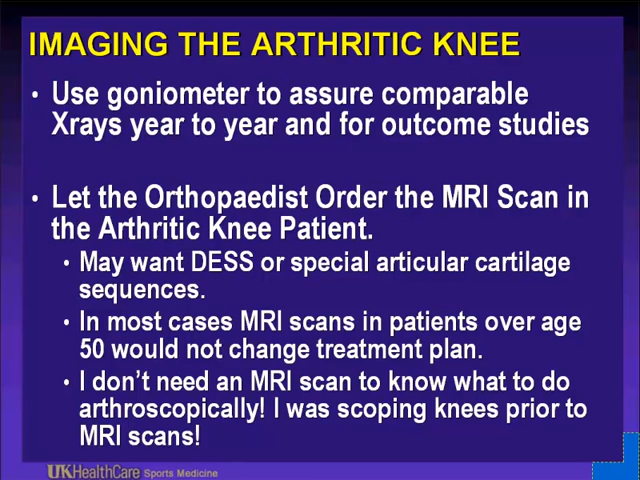 IMAGING THE ARTHRITIC KNEE
• Use goniometer to assure comparable
Xrays year to year and for outcome studies
• Let the Orthopaedist Order the MRI Scan in
the Arthritic Knee Patient.
• May want DESS or special articular cartilage
sequences.
• In most cases MRI scans in patients over age
50 would not change treatment plan.
• I don't need an MRI scan to know what to do
arthroscopically! I was scoping knees prior to
MRI scans!
UKHealthCare Sports Medicine